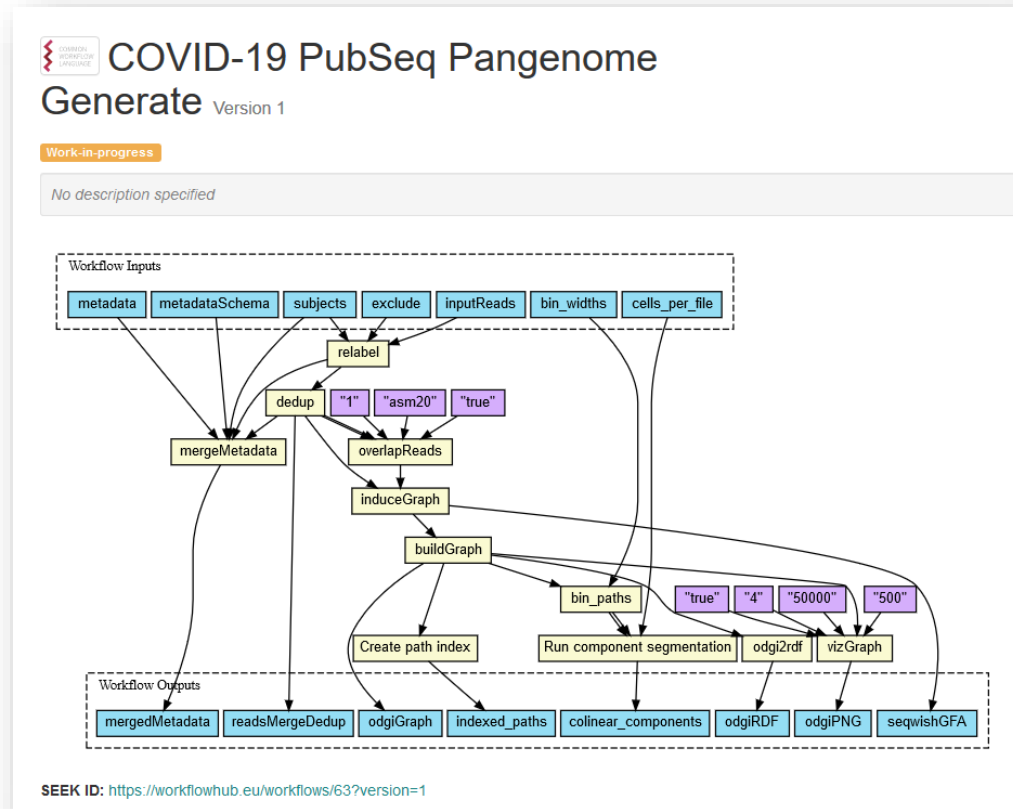 COMMON
WORKFLOW
LANGUAGE
COVID-19 PubSeq Pangenome
Generate Version 1
Work-in-progress
No description specified
Workflow Inputs
metadata metadataSchema subjects exclude inputReads bin_widths cells_per_file
relabel
dedup "1" "asm20" "true"
mergeMetadata overlapReads
induceGraph
buildGraph
bin_paths "true" "4" "50000" "500"
Create path index Run component segmentation odgi2rdf vizGraph
Workflow Outputs
mergedMetadata readsMergeDedup odgiGraph indexed_paths colinear_components odgiRDF odgiPNG seqwishGFA
SEEK ID: https://workflowhub.eu/workflows/63?version=1